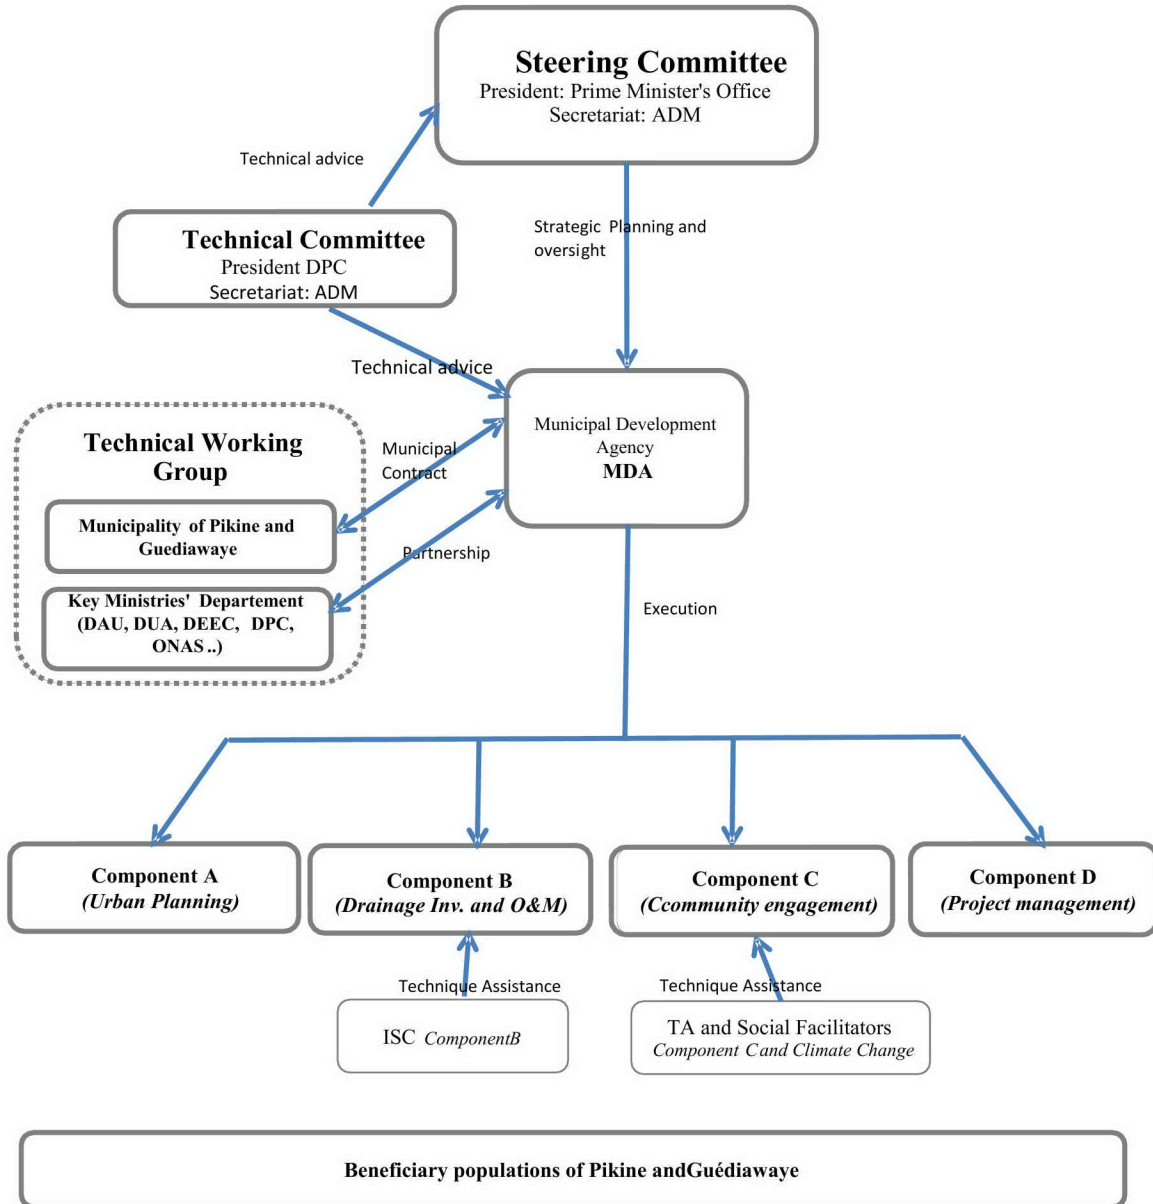 Steering Committee
President: Prime Minister's Office
Secretariat: ADM
Technical advice
Technical Committee
President DPC
Secretariat: ADM
Strategic Planning and
oversight
Technical advice
Municipal Development
Agency
MDA
Technical Working
Group
Municipal
Contract
Municipality of Pikine and
Guediawaye
Partnership
Key Ministries' Departement
(DAU, DUA, DEEC, DPC,
ONAS ..)
Execution
Component A
(Urban Planning)
Component B
(Drainage Inv. and O&M)
Component C
(Ccommunity engagement)
Component D
(Project management)
Technique Assistance
Technique Assistance
ISC ComponentB
TA and Social Facilitators
Component Cand Climate Change
Beneficiary populations of Pikine andGuédiawaye